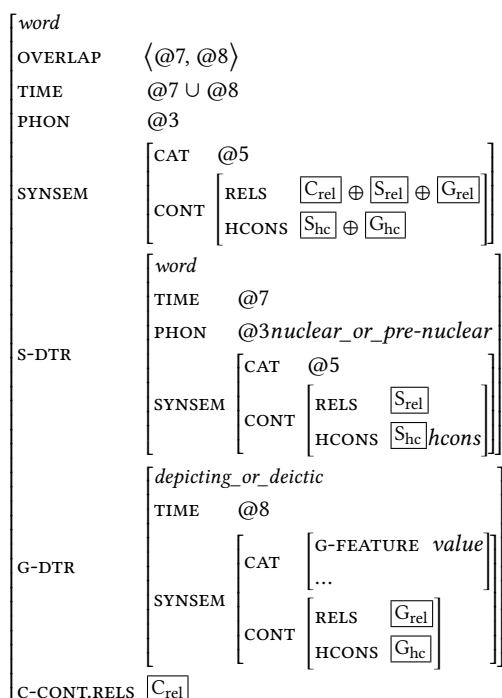 word
OVERLAP ⟨@7, @8⟩
TIME @7 ∪ @8
PHON @3
SYNSEM
CAT @5
CONT
RELS C_rel ⊕ S_rel ⊕ G_rel
HCONS S_hc ⊕ G_hc
S-DTR
word
TIME @7
PHON @3nuclear_or_pre-nuclear
SYNSEM
CAT @5
CONT
RELS S_rel
HCONS S_hc hcons
G-DTR
depicting_or_deictic
TIME @8
SYNSEM
CAT
G-FEATURE value
...
CONT
RELS G_rel
HCONS G_hc
C-CONT.RELS C_rel